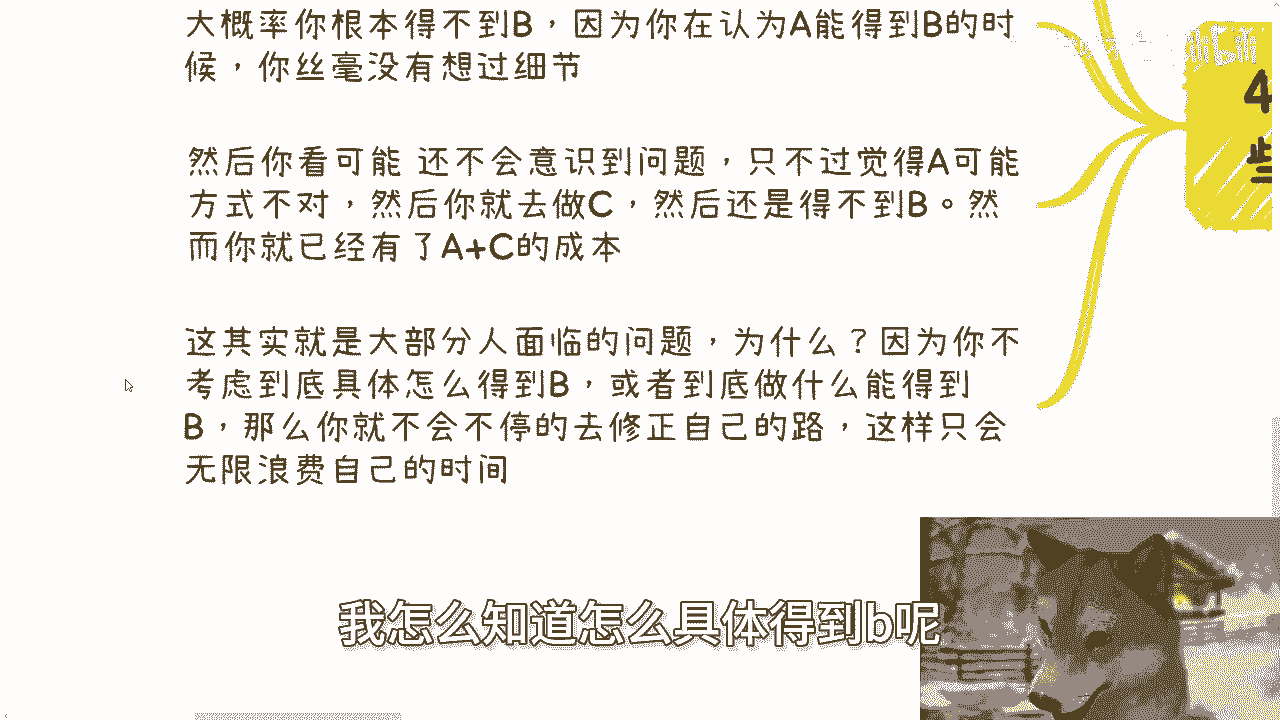 大概率你根本得不到B，因为你在认为A能得到B的时
候，你丝毫没有想过细节
然后你看可能 还不会意识到问题，只不过觉得A可能
方式不对，然后你就去做C，然后还是得不到B。然
而你就已经有了A+C的成本
这其实就是大部分人面临的问题，为什么？因为你不
考虑到底具体怎么得到B，或者到底做什么能得到
B，那么你就不会不停的去修正自己的路，这样只会
无限浪费自己的时间
4
些
我怎么知道怎么具体得到b呢